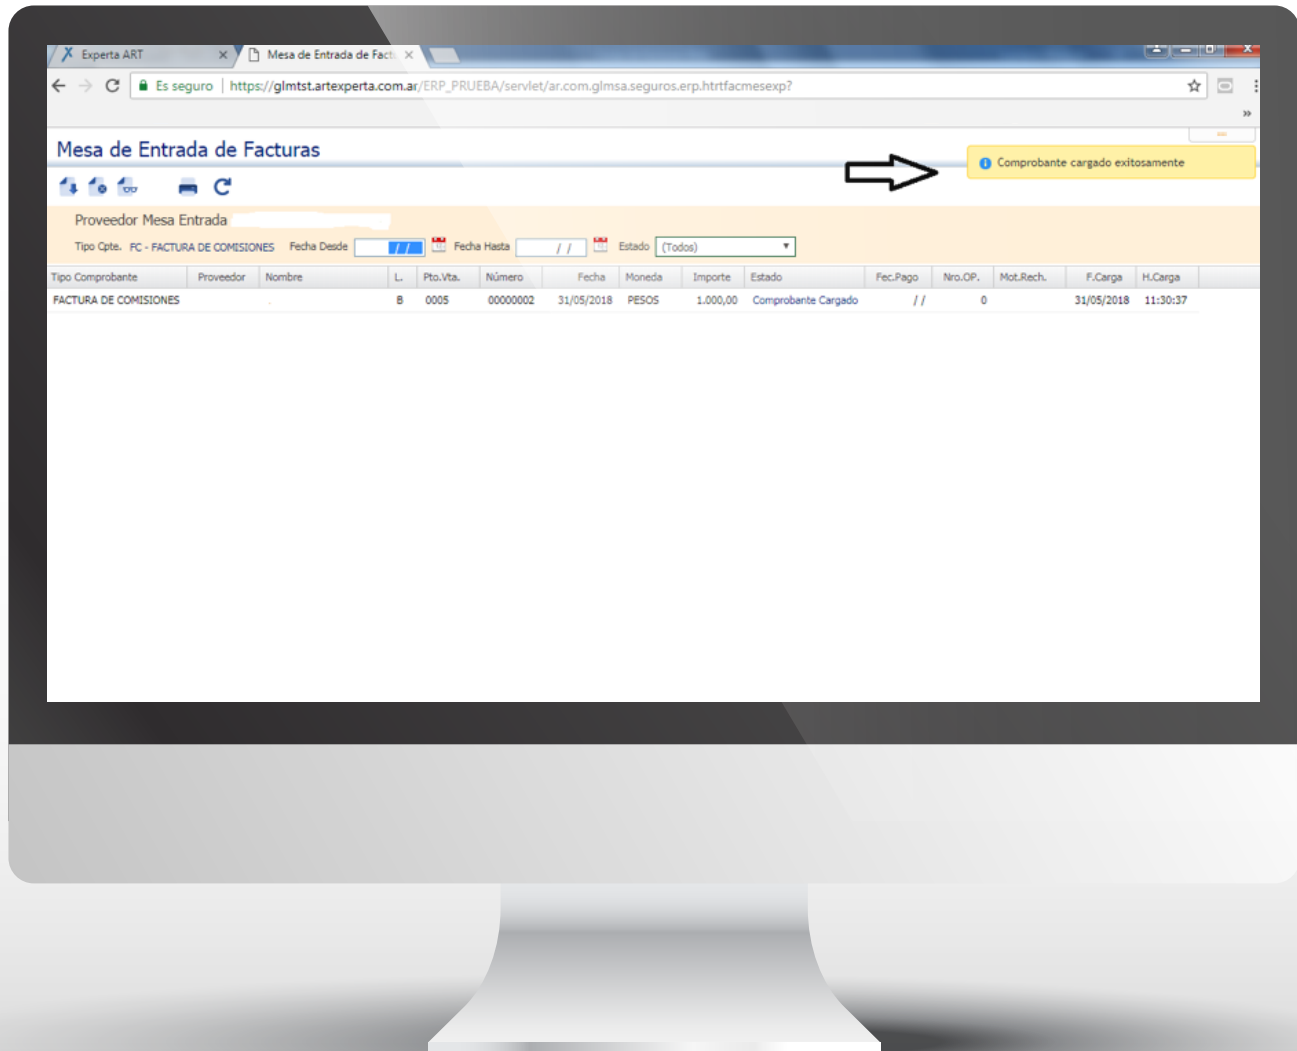 Experta ART
Mesa de Entrada de Fact
Es seguro | https://glmtst.artexperta.com.ar/ERP_PRUEBA/servlet/ar.com.glmsa.seguros.erp.htrtfacmesexp?
Mesa de Entrada de Facturas
Comprobante cargado exitosamente
Proveedor Mesa Entrada
Tipo Cpte. FC - FACTURA DE COMISIONES Fecha Desde / / Fecha Hasta / / Estado (Todos)
Tipo Comprobante Proveedor Nombre L. Pto.Vta. Número Fecha Moneda Importe Estado Fec.Pago Nro.OP. Mot.Rech. F.Carga H.Carga
FACTURA DE COMISIONES B 0005 00000002 31/05/2018 PESOS 1.000,00 Comprobante Cargado / / 0 31/05/2018 11:30:37